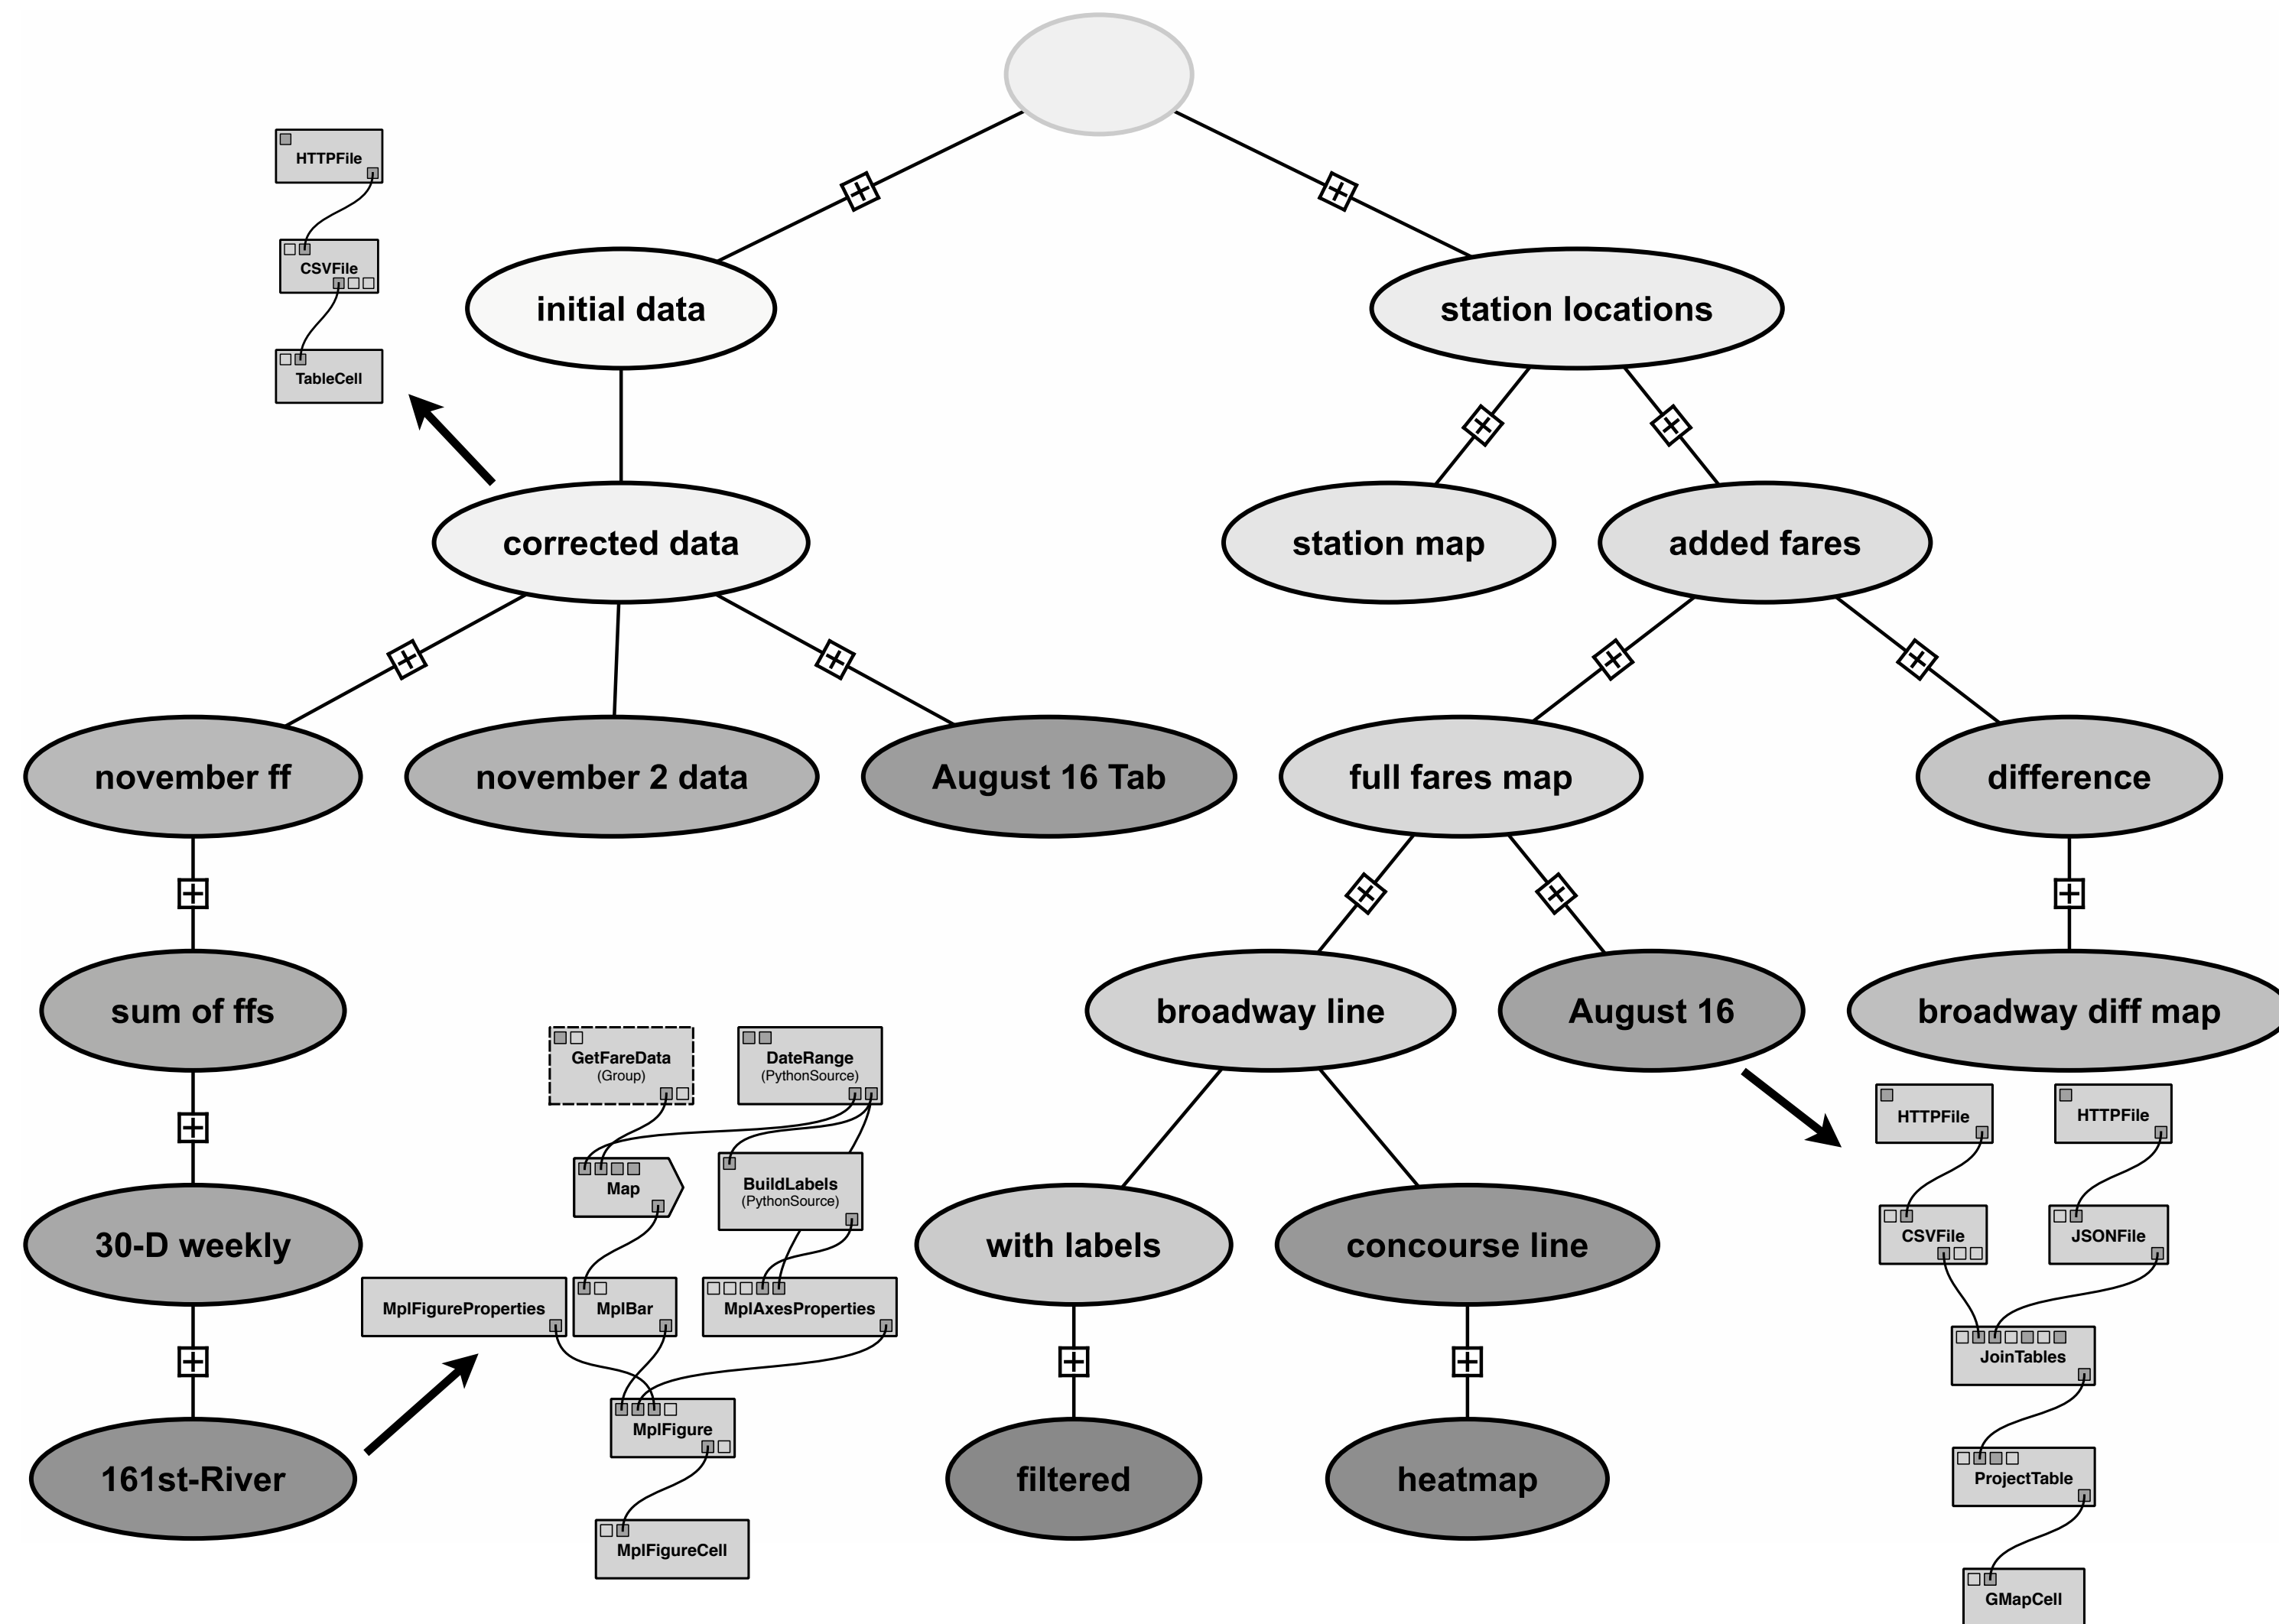 HTTPFile
CSVFile
TableCell
initial data
station locations
corrected data
station map
added fares
november ff
november 2 data
August 16 Tab
full fares map
difference
sum of ffs
broadway line
August 16
broadway diff map
GetFareData
(Group)
DateRange
(PythonSource)
Map
BuildLabels
(PythonSource)
HTTPFile
HTTPFile
CSVFile
JSONFile
30-D weekly
with labels
concourse line
MplFigureProperties
MplBar
MplAxesProperties
JoinTables
MplFigure
161st-River
filtered
heatmap
ProjectTable
MplFigureCell
GMapCell